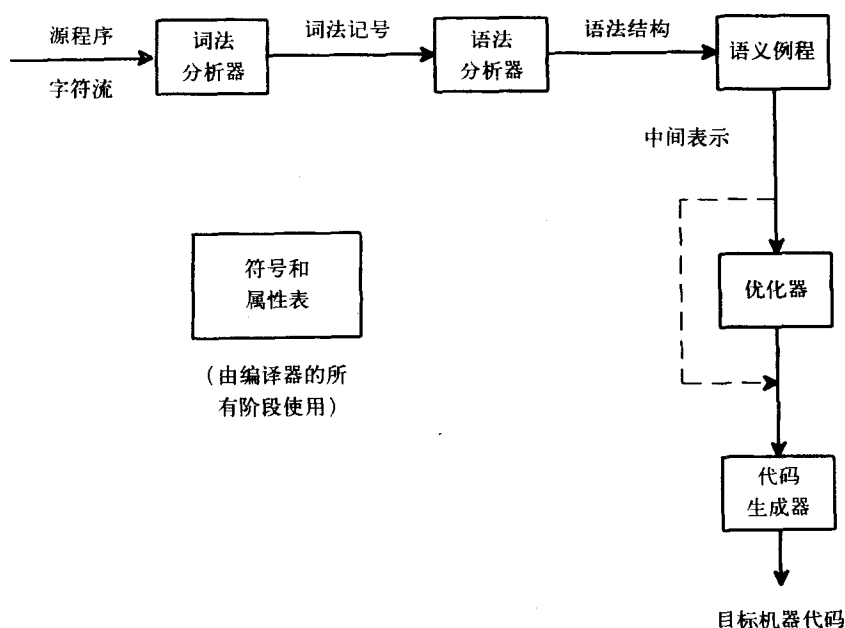 源程序
字符流
词法
分析器
词法记号
语法
分析器
语法结构
语义例程
中间表示
符号和
属性表
(由编译器的所
有阶段使用)
优化器
代码
生成器
目标机器代码